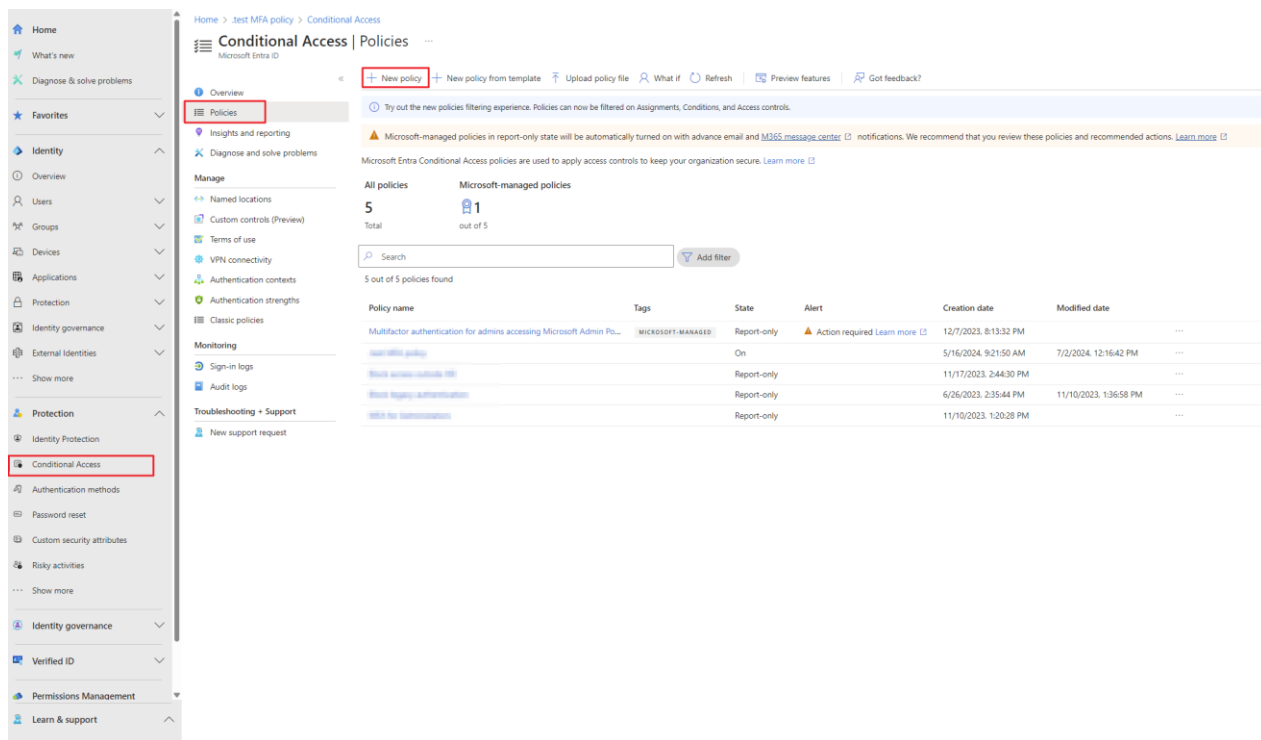 Home
What's new
Diagnose & solve problems
Favorites
Identity
Overview
Users
Groups
Devices
Applications
Protection
Identity governance
External Identities
Show more
Protection
Identity Protection
Conditional Access
Authentication methods
Password reset
Custom security attributes
Risky activities
Show more
Identity governance
Verified ID
Permissions Management
Learn & support
Home > .test MFA policy > Conditional Access
Conditional Access | Policies ...
Microsoft Entra ID
Overview
Policies
Insights and reporting
Diagnose and solve problems
Manage
Named locations
Custom controls (Preview)
Terms of use
VPN connectivity
Authentication contexts
Authentication strengths
Classic policies
Monitoring
Sign-in logs
Audit logs
Troubleshooting + Support
New support request
New policy New policy from template Upload policy file What if Refresh Preview features Got feedback?
Try out the new policies filtering experience. Policies can now be filtered on Assignments, Conditions, and Access controls.
Microsoft-managed policies in report-only state will be automatically turned on with advance email and M365 message center notifications. We recommend that you review these policies and recommended actions. Learn more
Microsoft Entra Conditional Access policies are used to apply access controls to keep your organization secure. Learn more
All policies Microsoft-managed policies
5 1
Total out of 5
Search Add filter
5 out of 5 policies found
Policy name Tags State Alert Creation date Modified date
Multifactor authentication for admins accessing Microsoft Admin Po... MICROSOFT-MANAGED Report-only Action required Learn more 12/7/2023, 8:13:32 PM ...
On 5/16/2024, 9:21:50 AM 7/2/2024, 12:16:42 PM ...
Report-only 11/17/2023, 2:44:30 PM ...
Report-only 6/26/2023, 2:35:44 PM 11/10/2023, 1:36:58 PM ...
Report-only 11/10/2023, 1:20:28 PM ...